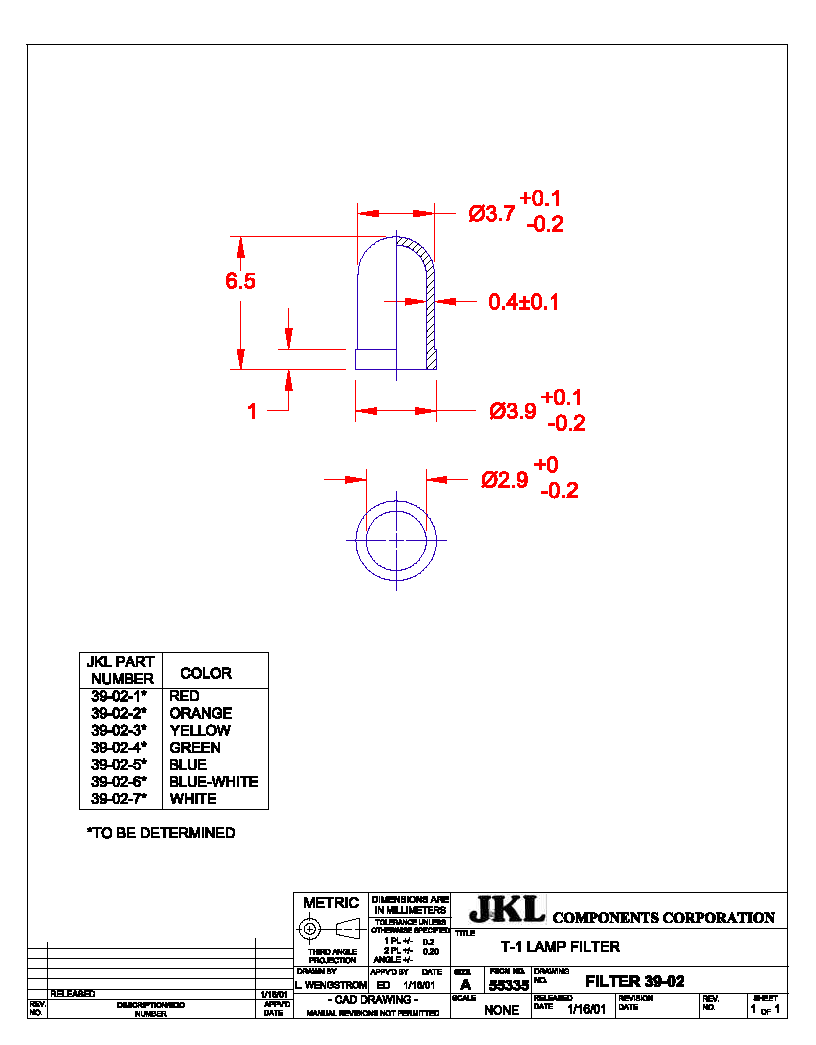 Ø3.7 +0.1 -0.2
6.5
0.4±0.1
1
Ø3.9 +0.1 -0.2
Ø2.9 +0 -0.2
JKL PART NUMBER COLOR
39-02-1* RED
39-02-2* ORANGE
39-02-3* YELLOW
39-02-4* GREEN
39-02-5* BLUE
39-02-6* BLUE-WHITE
39-02-7* WHITE
*TO BE DETERMINED
METRIC
THIRD ANGLE
PROJECTION
DIMENSIONS ARE
IN MILLIMETERS
TOLERANCE UNLESS
OTHERWISE SPECIFIED
1 PL +/- 0.2
2 PL +/- 0.20
ANGLE +/-
JKL COMPONENTS CORPORATION
TITLE
T-1 LAMP FILTER
DRAWN BY
L. WENGSTROM
APPV'D BY DATE
ED 1/16/01
SIZE
A
FSCM NO.
55335
DRAWING
NO. FILTER 39-02
- CAD DRAWING -
MANUAL REVISIONS NOT PERMITTED
SCALE
NONE
RELEASED
DATE 1/16/01
REVISION
DATE
REV.
NO.
SHEET
1 OF 1
RELEASED 1/16/01
REV.
NO.
NUMBER
APPV'D
DATE